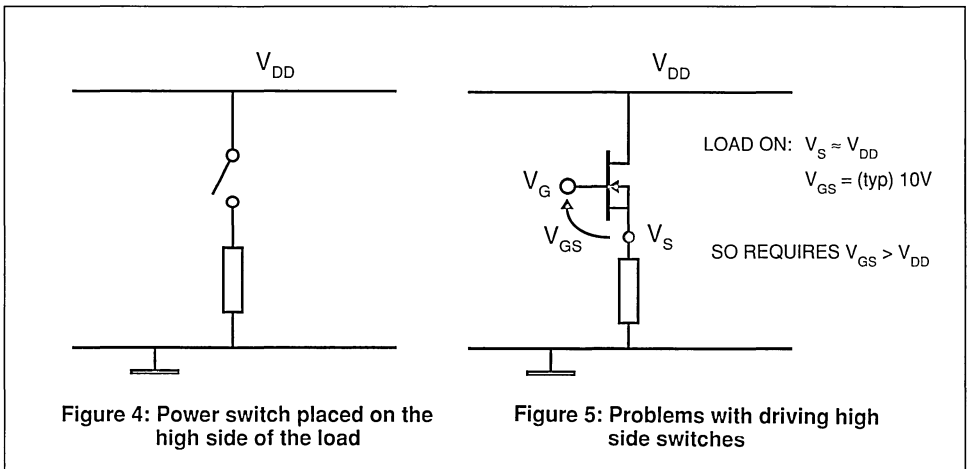 V_DD
V_DD
LOAD ON: V_S ≈ V_DD
V_GS = (typ) 10V
V_G
V_GS
V_S
SO REQUIRES V_GS > V_DD
Figure 4: Power switch placed on the
high side of the load
Figure 5: Problems with driving high
side switches